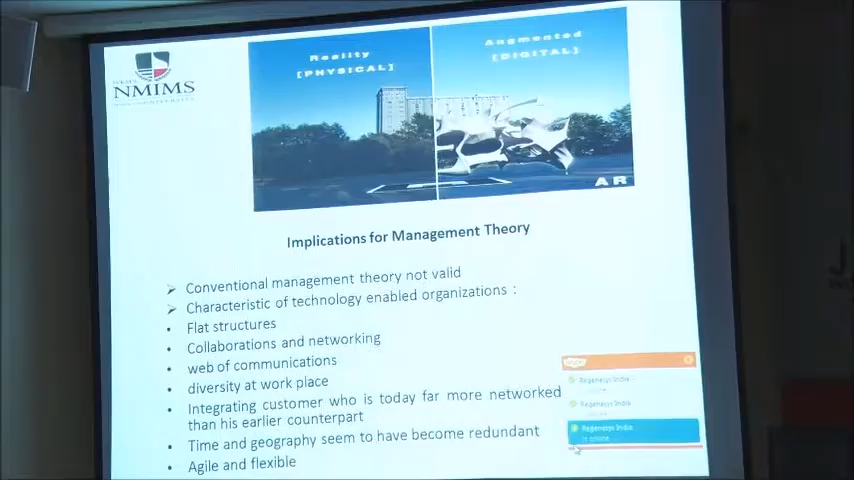 NMIMS
Reality
[PHYSICAL]
Augmented
[DIGITAL]
AR
Implications for Management Theory
➢ Conventional management theory not valid
➢ Characteristic of technology enabled organizations :
• Flat structures
• Collaborations and networking
• web of communications
• diversity at work place
• Integrating customer who is today far more networked
than his earlier counterpart
• Time and geography seem to have become redundant
• Agile and flexible
skype
Regenesys India
Regenesys India
Regenesys India
is online